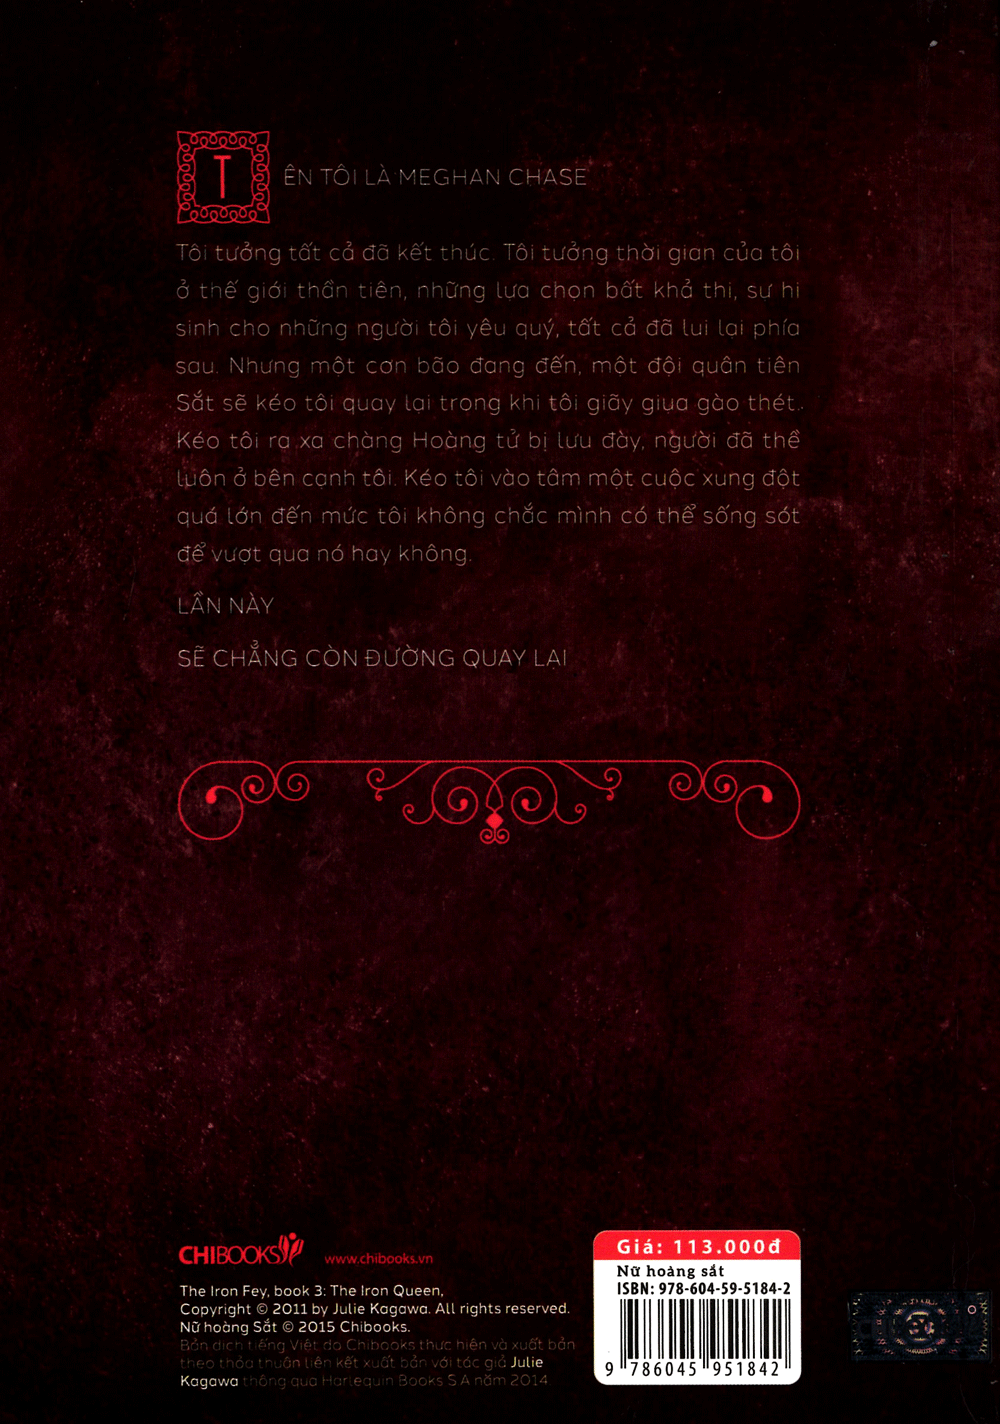 TÊN TÔI LÀ MEGHAN CHASE
Tôi tưởng tất cả đã kết thúc. Tôi tưởng thời gian của tôi
ở thế giới thần tiên, những lựa chọn bất khả thi, sự hi
sinh cho những người tôi yêu quý, tất cả đã lui lại phía
sau. Nhưng một cơn bão đang đến, một đội quân tiên
Sắt sẽ kéo tôi quay lại trong khi tôi giãy giụa gào thét.
Kéo tôi ra xa chàng Hoàng tử bị lưu đày, người đã thề
luôn ở bên cạnh tôi. Kéo tôi vào tâm một cuộc xung đột
quá lớn đến mức tôi không chắc mình có thể sống sót
để vượt qua nó hay không.
LẦN NÀY
SẼ CHẲNG CÒN ĐƯỜNG QUAY LẠI
CHIBOOKS www.chibooks.vn
The Iron Fey, book 3: The Iron Queen,
Copyright © 2011 by Julie Kagawa. All rights reserved.
Nữ hoàng Sắt © 2015 Chibooks.
Bản dịch tiếng Việt do Chibooks thực hiện và xuất bản
theo thỏa thuận liên kết xuất bản với tác giả Julie
Kagawa thông qua Harlequin Books S.A năm 2014.
Giá: 113.000đ
Nữ hoàng sắt
ISBN: 978-604-59-5184-2
9 786045 951842